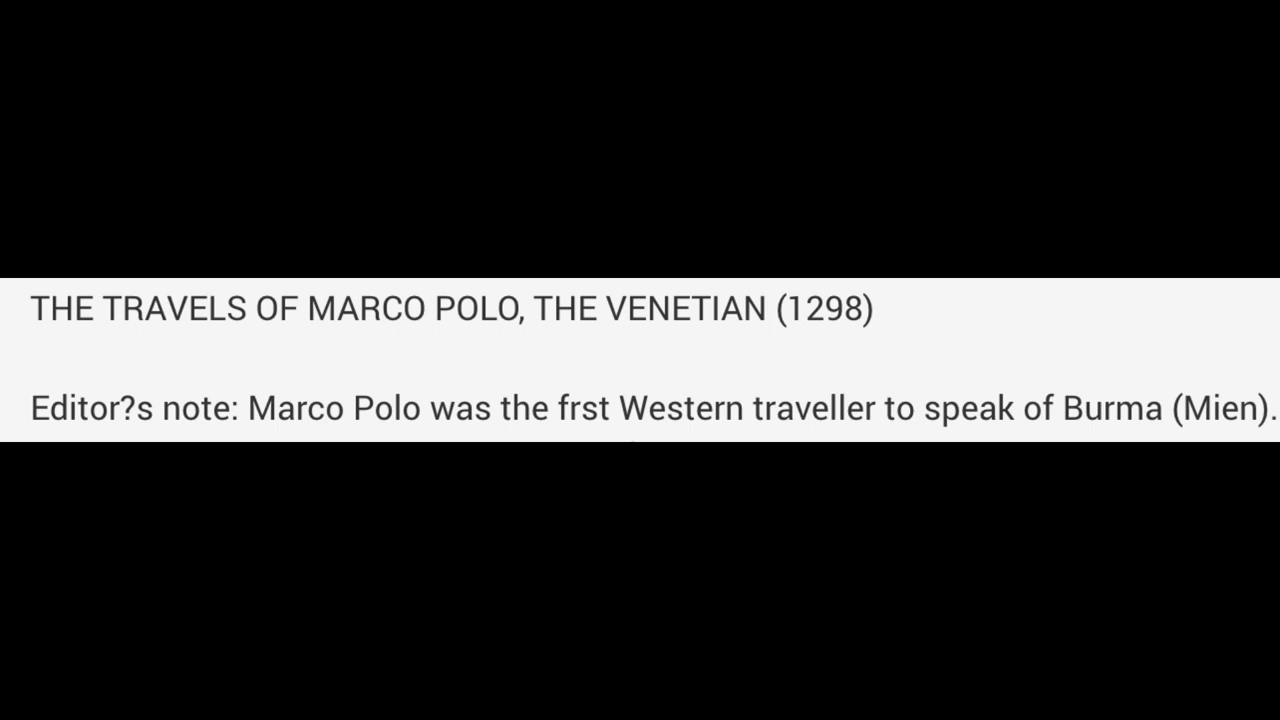 THE TRAVELS OF MARCO POLO, THE VENETIAN (1298)
Editor?s note: Marco Polo was the frst Western traveller to speak of Burma (Mien).